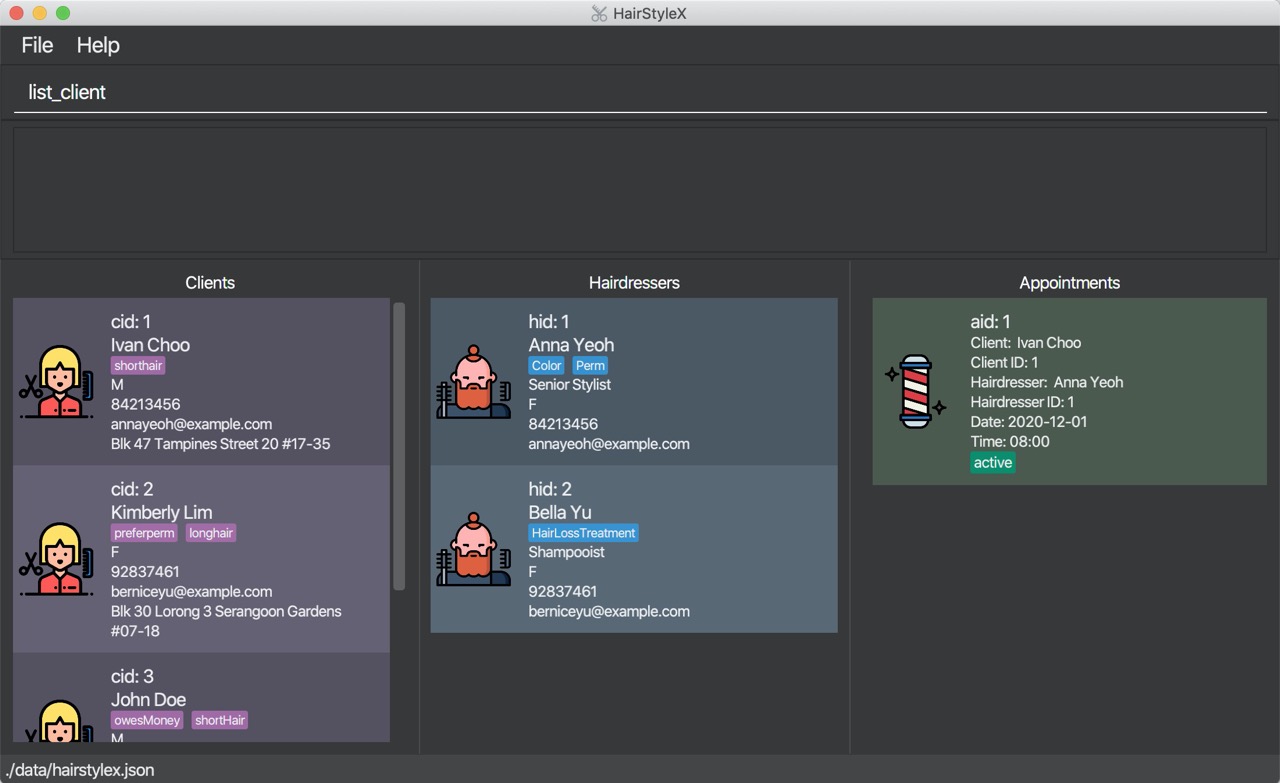 HairStyleX
File Help
list_client
Clients
cid: 1
Ivan Choo
shorthair
M
84213456
annayeoh@example.com
Blk 47 Tampines Street 20 #17-35
cid: 2
Kimberly Lim
preferperm longhair
F
92837461
berniceyu@example.com
Blk 30 Lorong 3 Serangoon Gardens
#07-18
cid: 3
John Doe
owesMoney shortHair
M
Hairdressers
hid: 1
Anna Yeoh
Color Perm
Senior Stylist
F
84213456
annayeoh@example.com
hid: 2
Bella Yu
HairLossTreatment
Shampooist
F
92837461
berniceyu@example.com
Appointments
aid: 1
Client: Ivan Choo
Client ID: 1
Hairdresser: Anna Yeoh
Hairdresser ID: 1
Date: 2020-12-01
Time: 08:00
active
./data/hairstylex.json